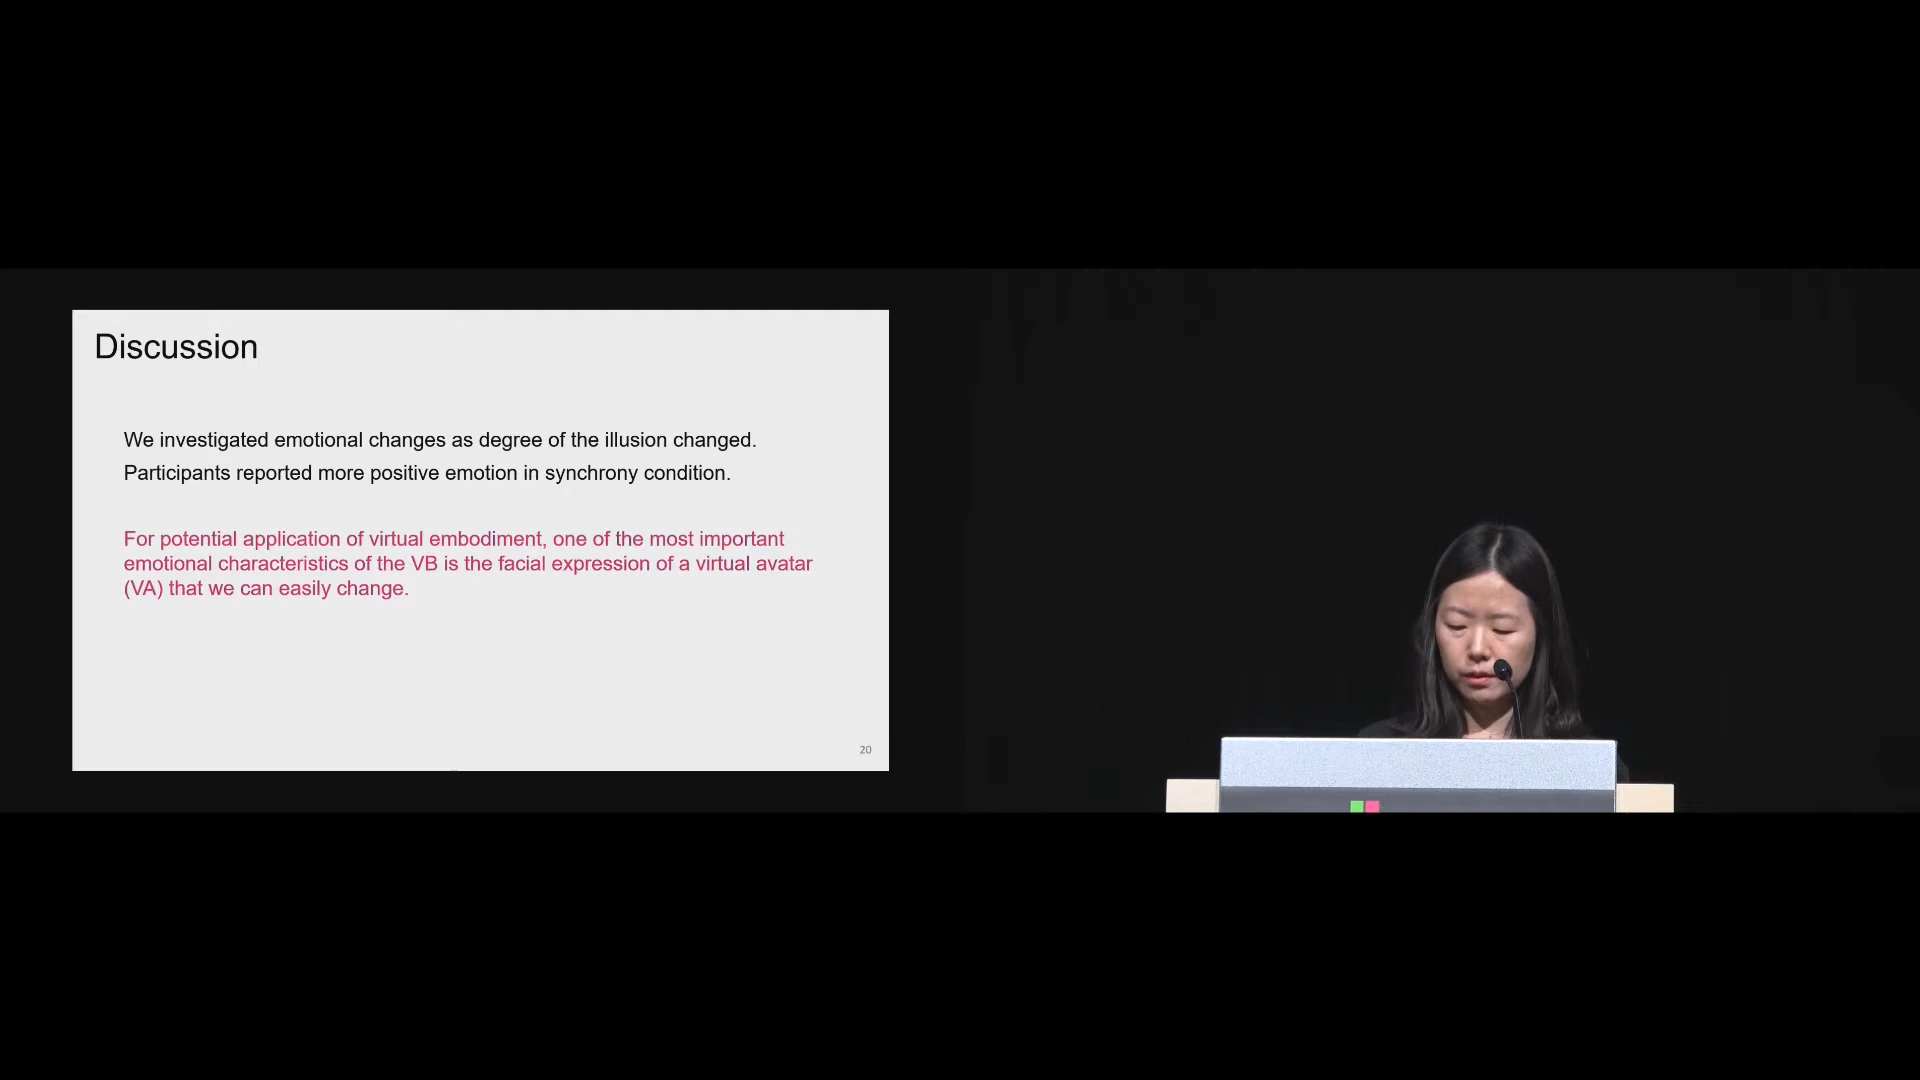 Discussion
We investigated emotional changes as degree of the illusion changed.
Participants reported more positive emotion in synchrony condition.
For potential application of virtual embodiment, one of the most important
emotional characteristics of the VB is the facial expression of a virtual avatar
(VA) that we can easily change.
20